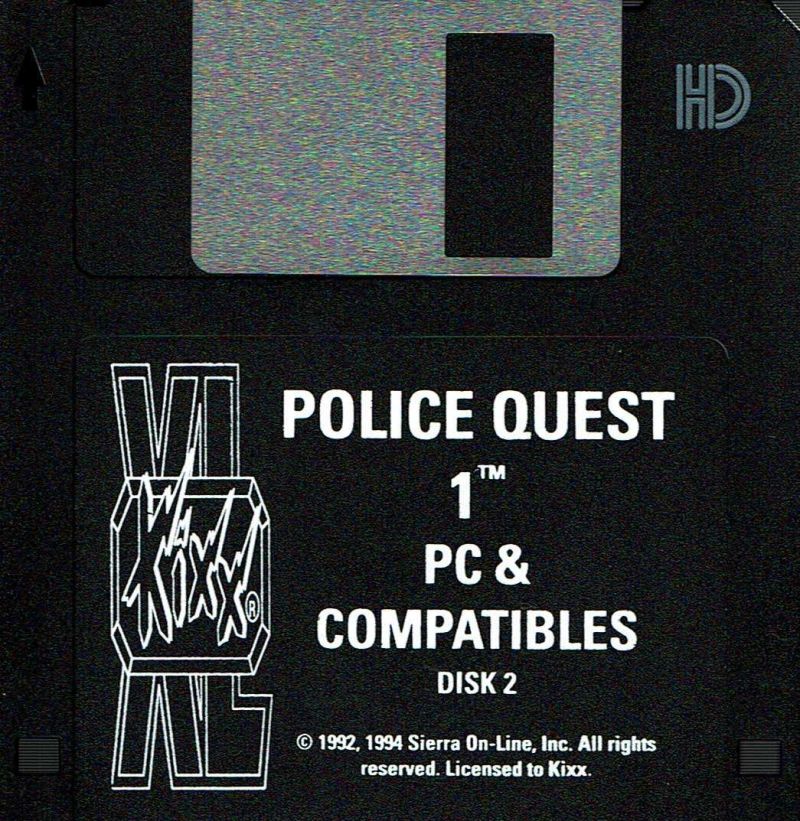 HD
POLICE QUEST
1™
PC &
COMPATIBLES
DISK 2
XL
Kixx®
© 1992, 1994 Sierra On-Line, Inc. All rights
reserved. Licensed to Kixx.